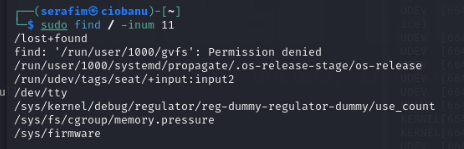 (serafim㉿ciobanu)-[~]
$ sudo find / -inum 11
/lost+found
find: '/run/user/1000/gvfs': Permission denied
/run/user/1000/systemd/propagate/.os-release-stage/os-release
/run/udev/tags/seat/+input:input2
/dev/tty
/sys/kernel/debug/regulator/reg-dummy-regulator-dummy/use_count
/sys/fs/cgroup/memory.pressure
/sys/firmware